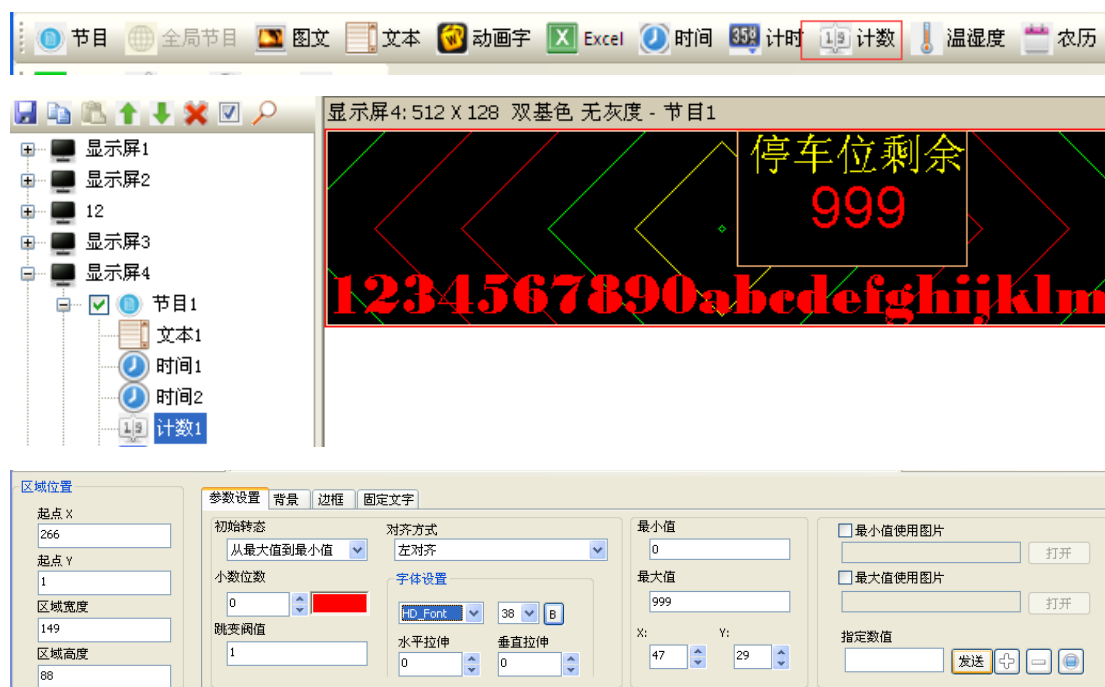 节目 全局节目 图文 文本 动画字 Excel 时间 计时 计数 温湿度 农历
显示屏4: 512 X 128 双基色 无灰度 - 节目1
显示屏1
显示屏2
12
显示屏3
显示屏4
节目1
文本1
时间1
时间2
计数1
停车位剩余
999
1234567890abcdefghijklm
区域位置
起点 X
266
起点 Y
1
区域宽度
149
区域高度
88
参数设置 背景 边框 固定文字
初始转态
从最大值到最小值
小数位数
0
跳变阀值
1
对齐方式
左对齐
字体设置
HD_Font 38 B
水平拉伸 垂直拉伸
0 0
最小值
0
最大值
999
X: Y:
47 29
最小值使用图片
打开
最大值使用图片
打开
指定数值
发送